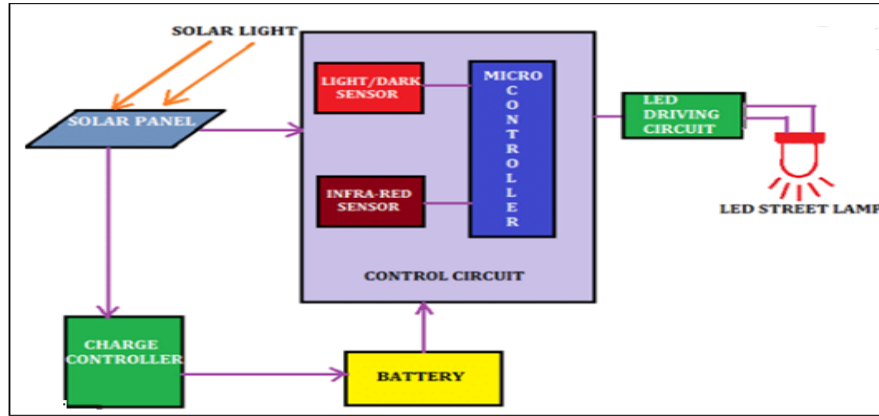 SOLAR LIGHT
SOLAR PANEL
LIGHT/DARK
SENSOR
INFRA-RED
SENSOR
MICRO
C
O
N
T
R
O
L
L
E
R
CONTROL CIRCUIT
LED
DRIVING
CIRCUIT
LED STREET LAMP
CHARGE
CONTROLLER
BATTERY